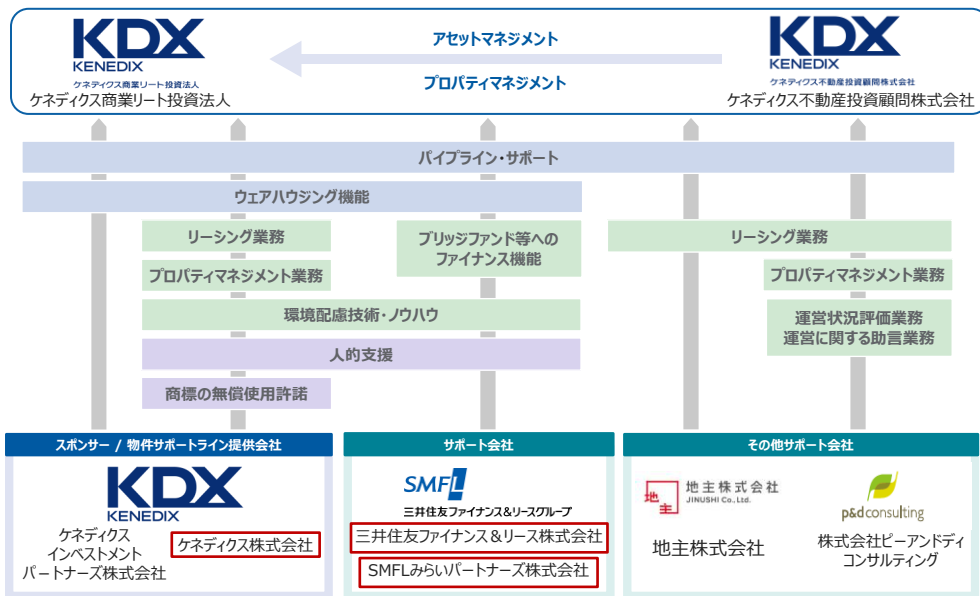 KDX
KENEDIX
ケネディクス商業リート投資法人
ケネディクス商業リート投資法人
アセットマネジメント
プロパティマネジメント
KDX
KENEDIX
ケネディクス不動産投資顧問株式会社
ケネディクス不動産投資顧問株式会社
パイプライン・サポート
ウェアハウジング機能
リーシング業務
ブリッジファンド等への
ファイナンス機能
リーシング業務
プロパティマネジメント業務
プロパティマネジメント業務
環境配慮技術・ノウハウ
運営状況評価業務
運営に関する助言業務
人的支援
商標の無償使用許諾
スポンサー / 物件サポートライン提供会社
KDX
KENEDIX
ケネディクス
インベストメント
パートナーズ株式会社
ケネディクス株式会社
サポート会社
SMFL
三井住友ファイナンス&リースグループ
三井住友ファイナンス&リース株式会社
SMFLみらいパートナーズ株式会社
その他サポート会社
地主
地主株式会社
JINUSHI Co., Ltd.
地主株式会社
p&dconsulting
株式会社ピーアンドディ
コンサルティング